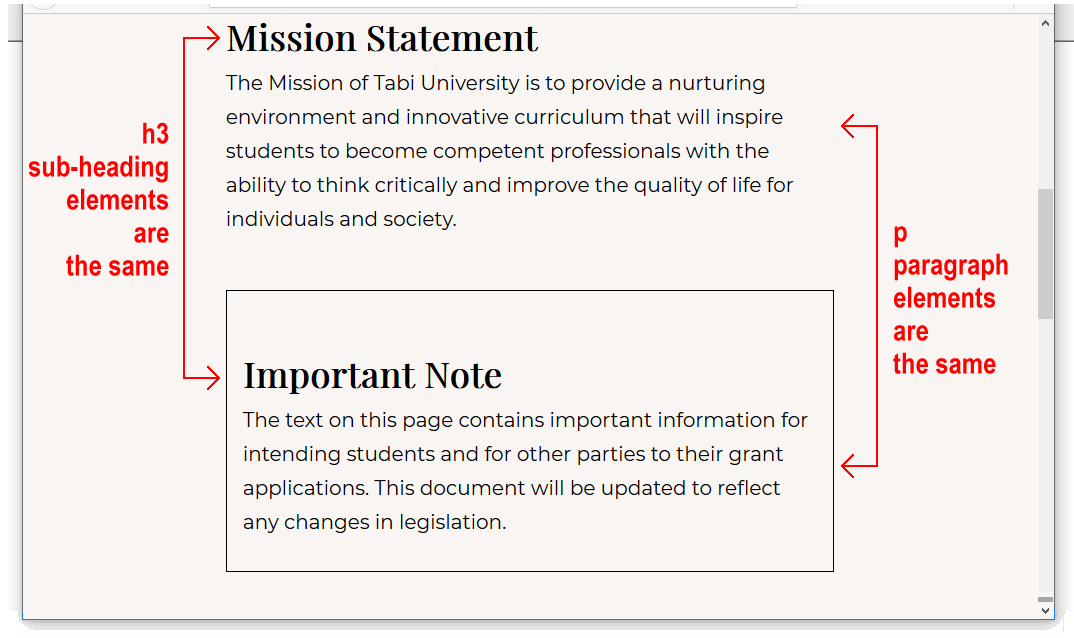 Mission Statement
The Mission of Tabi University is to provide a nurturing
environment and innovative curriculum that will inspire
students to become competent professionals with the
ability to think critically and improve the quality of life for
individuals and society.
h3
sub-heading
elements
are
the same
p
paragraph
elements
are
the same
Important Note
The text on this page contains important information for
intending students and for other parties to their grant
applications. This document will be updated to reflect
any changes in legislation.